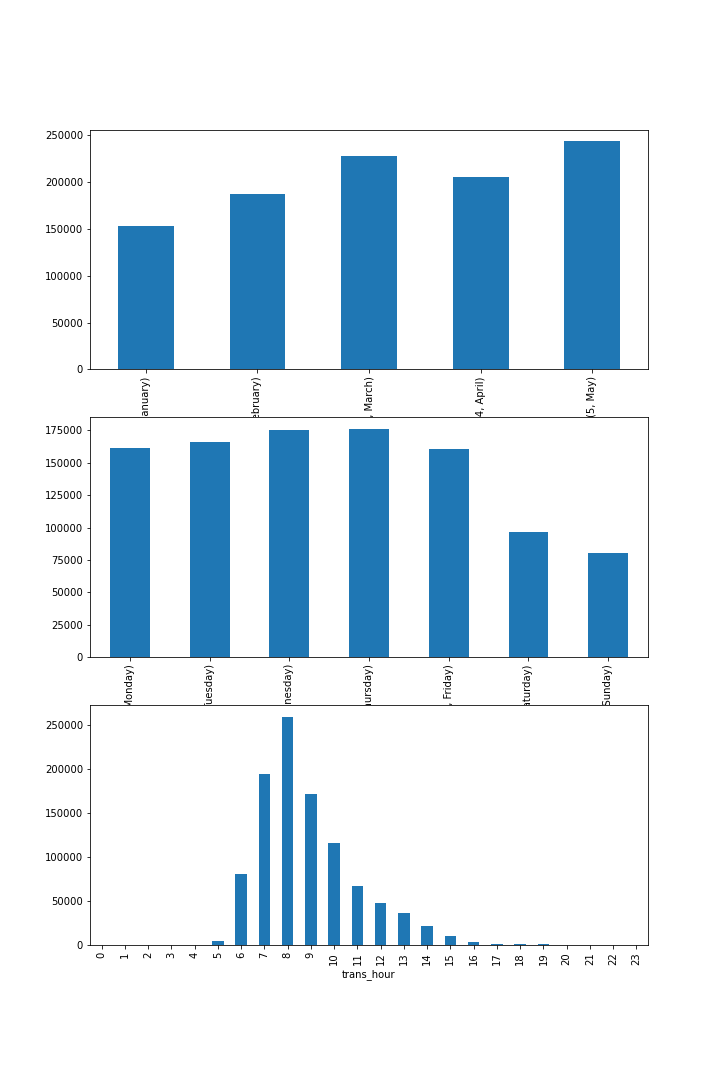 250000
200000
150000
100000
50000
0
anuary)
ebruary)
, March)
4, April)
(5, May)
175000
150000
125000
100000
75000
50000
25000
0
Monday)
uesday)
nesday)
ursday)
, Friday)
aturday)
Sunday)
250000
200000
150000
100000
50000
0
0 1 2 3 4 5 6 7 8 9 10 11 12 13 14 15 16 17 18 19 20 21 22 23
trans_hour